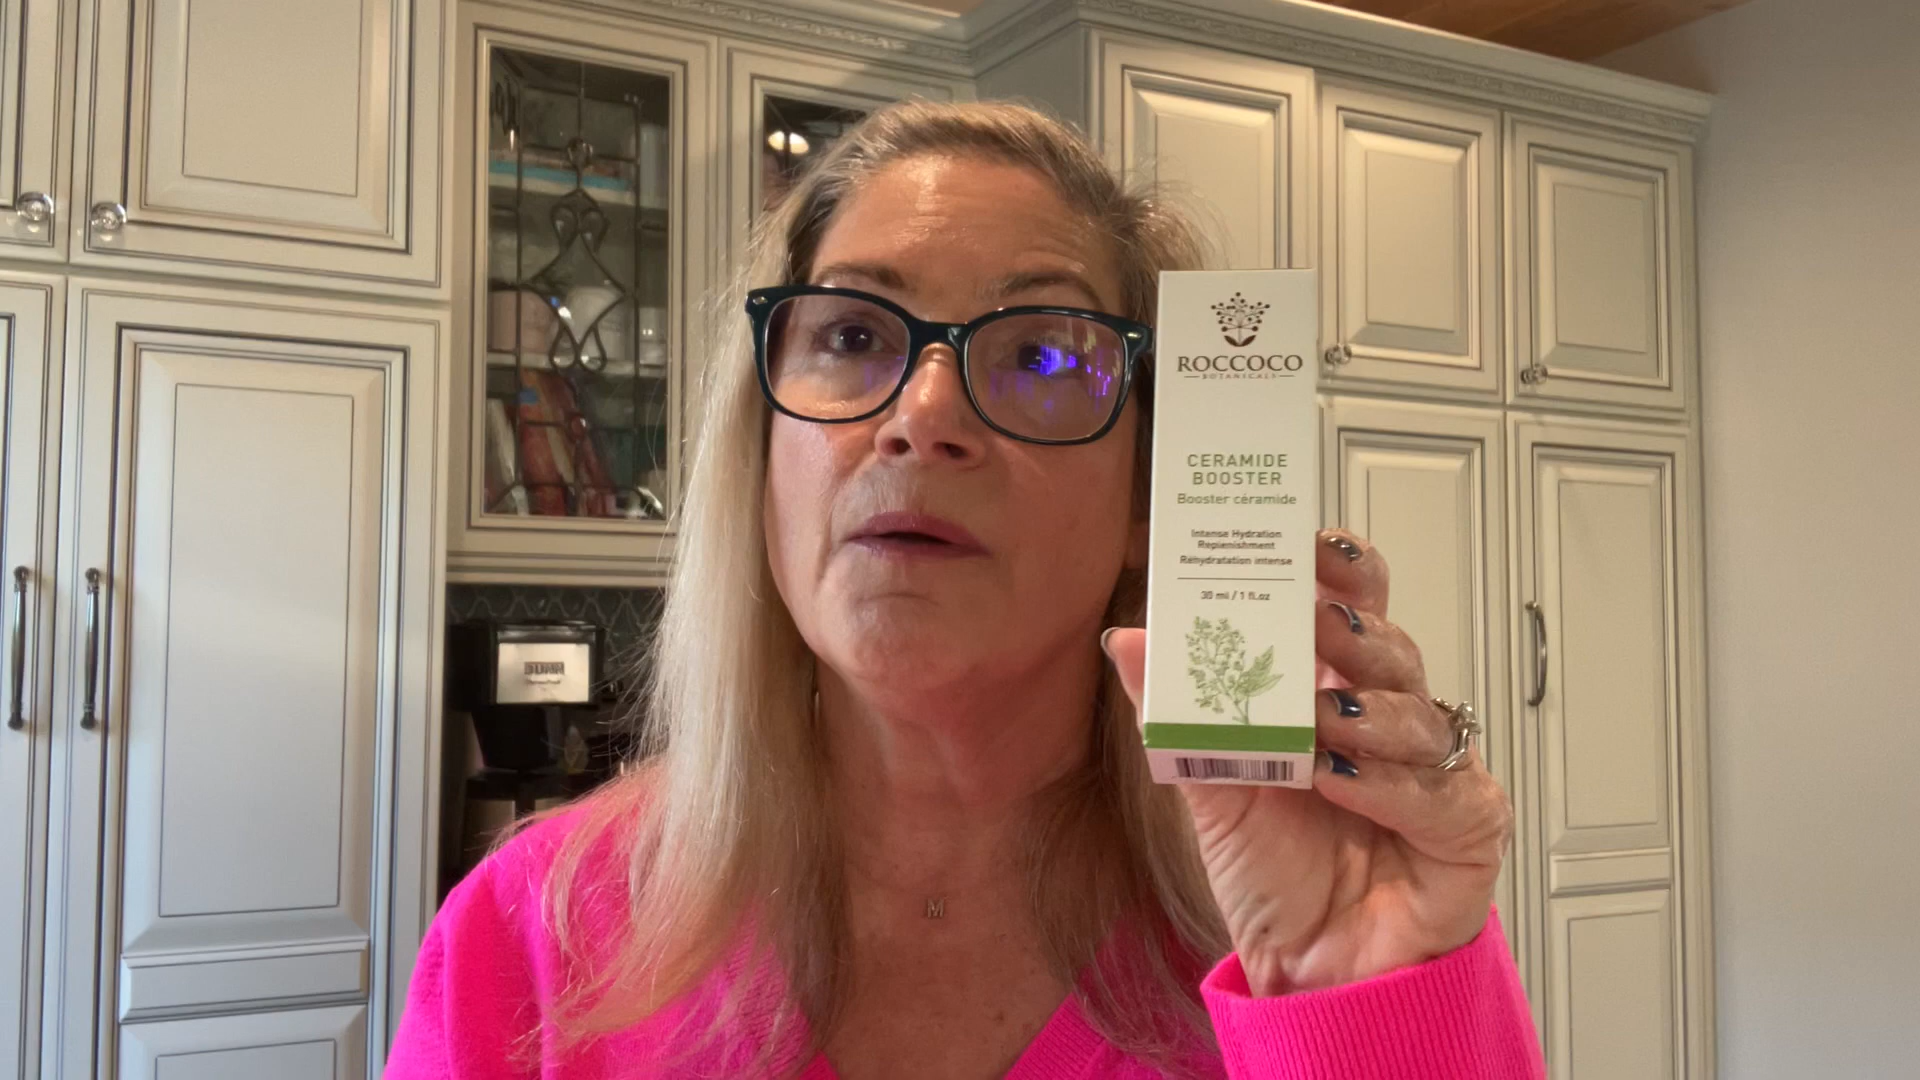 ROCCOCO
BOTANICALS
CERAMIDE
BOOSTER
Booster céramide
Intense Hydration
Replenishment
Réhydratation intense
30 ml / 1 fl.oz
M